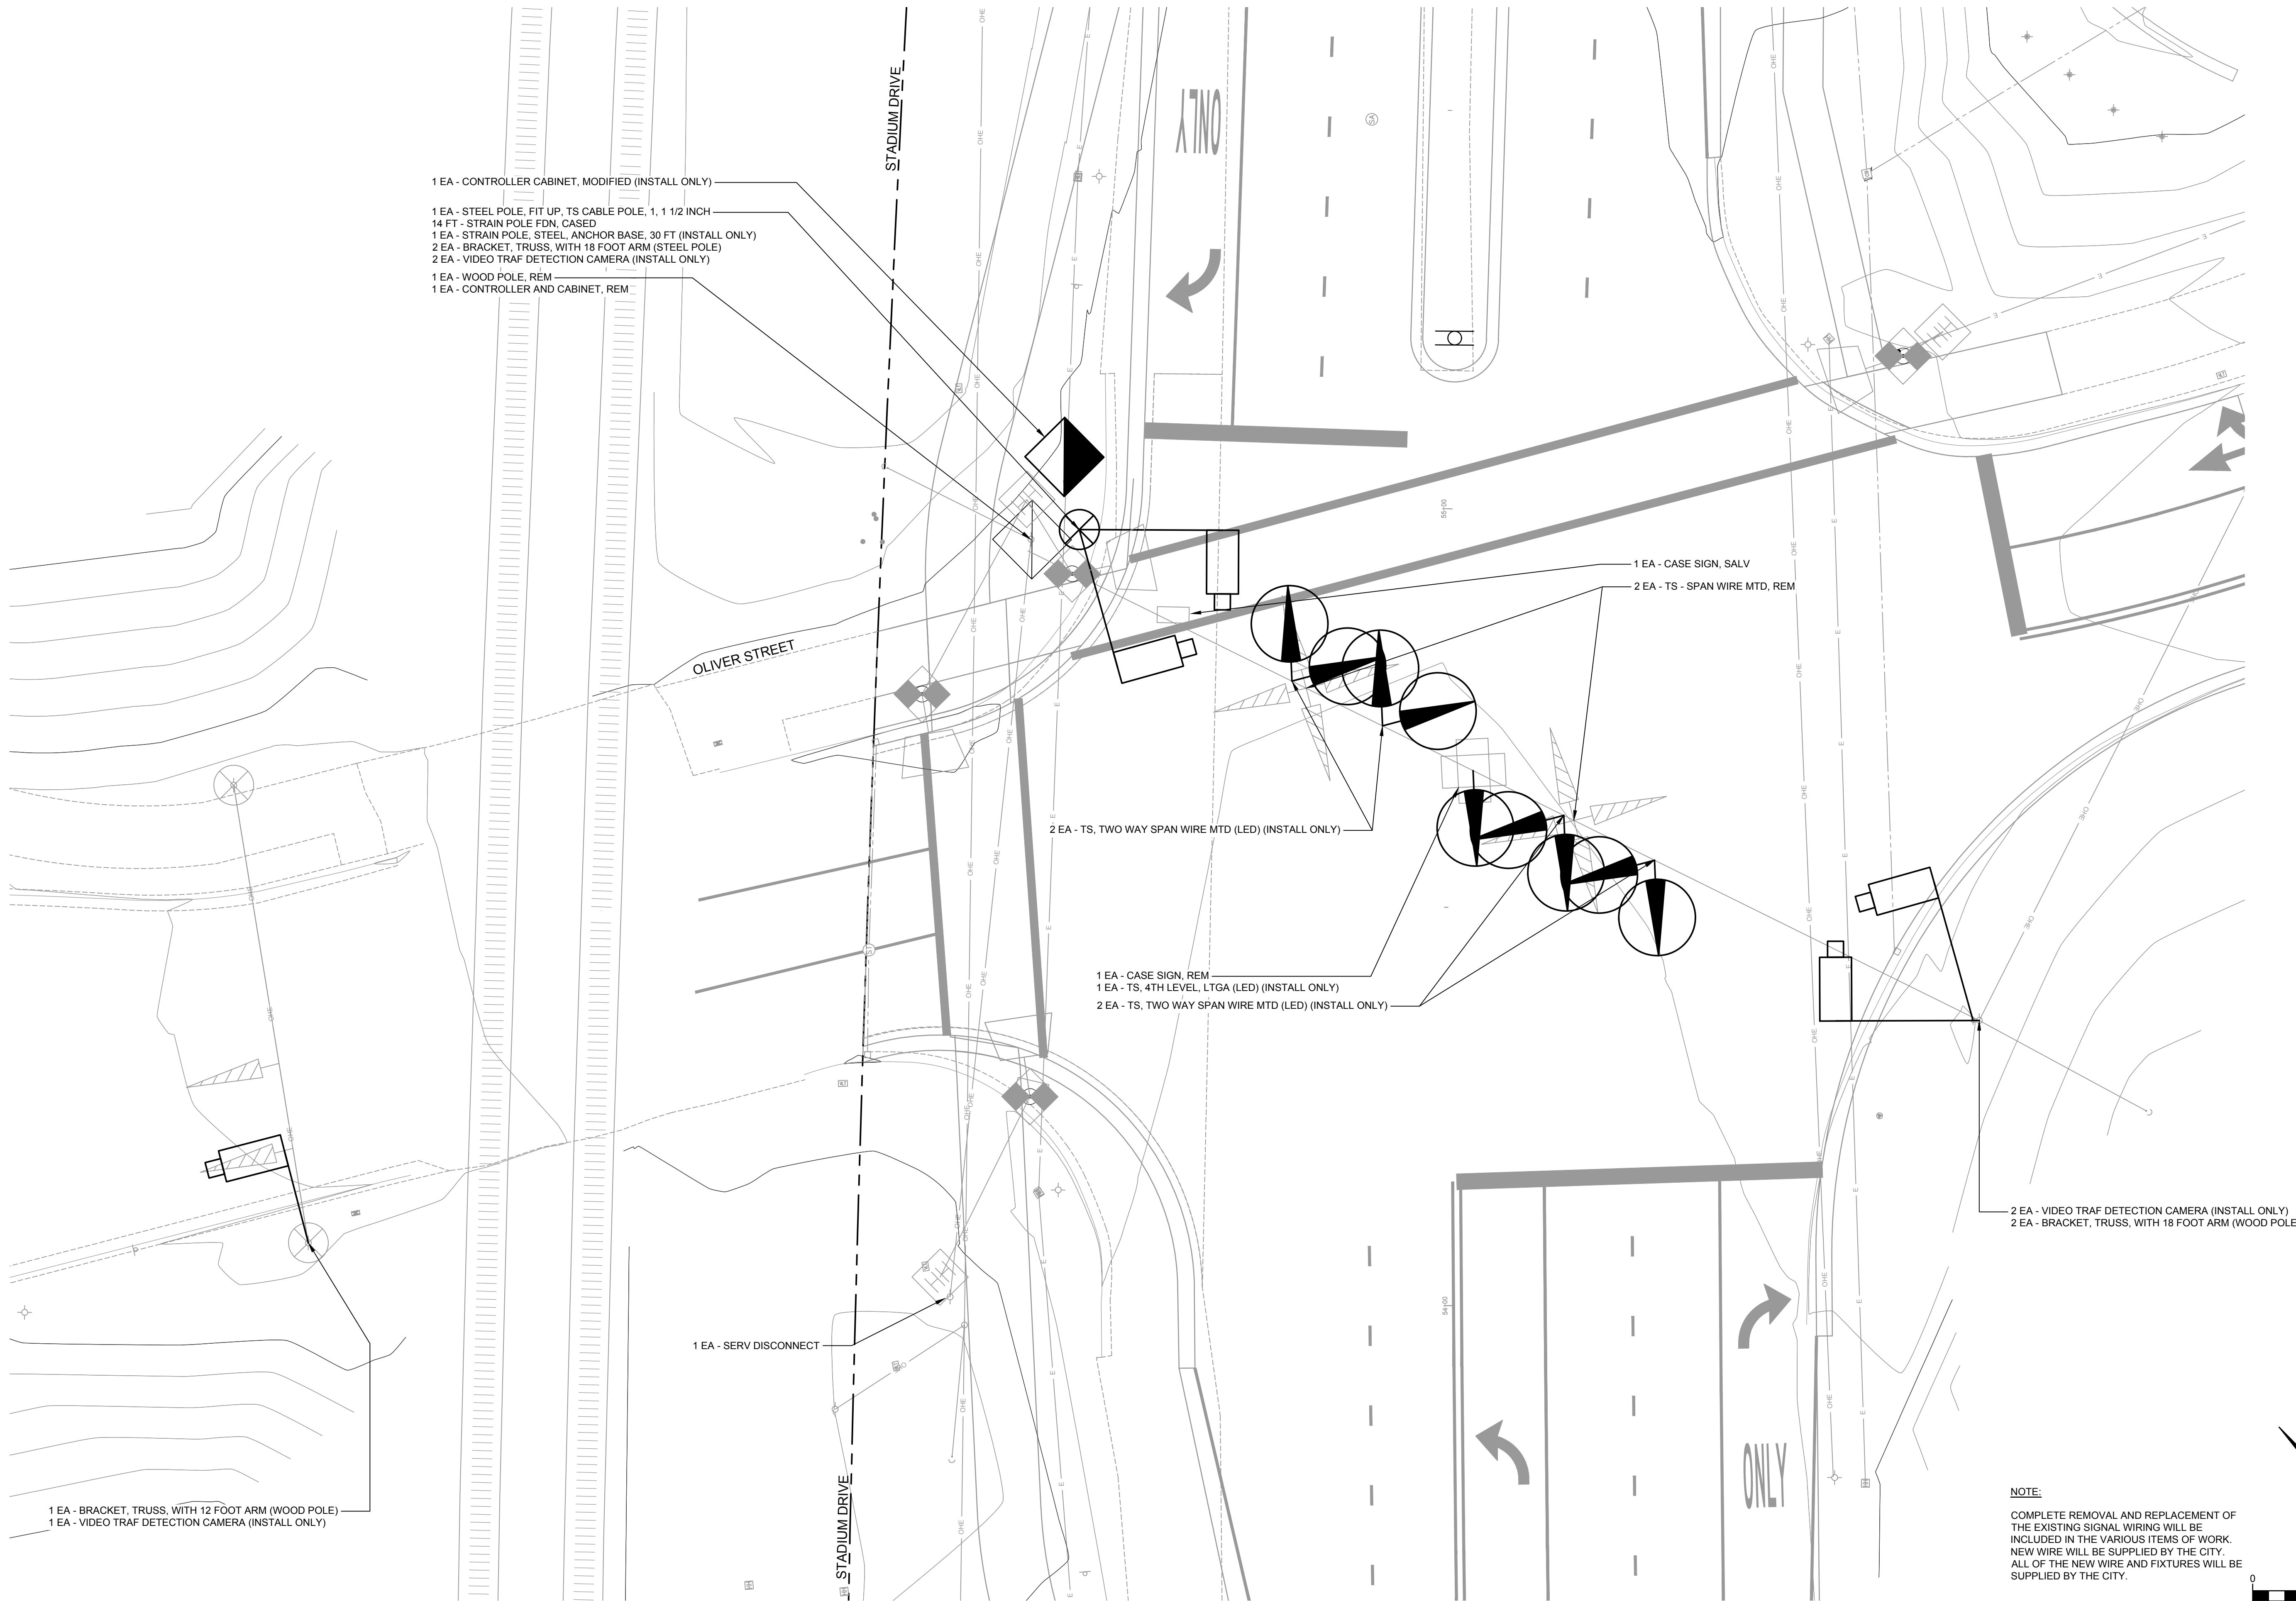 STADIUM DRIVE
ONLY
1 EA - CONTROLLER CABINET, MODIFIED (INSTALL ONLY)
1 EA - STEEL POLE, FIT UP, TS CABLE POLE, 1, 1 1/2 INCH
14 FT - STRAIN POLE FDN, CASED
1 EA - STRAIN POLE, STEEL, ANCHOR BASE, 30 FT (INSTALL ONLY)
2 EA - BRACKET, TRUSS, WITH 18 FOOT ARM (STEEL POLE)
2 EA - VIDEO TRAF DETECTION CAMERA (INSTALL ONLY)
1 EA - WOOD POLE, REM
1 EA - CONTROLLER AND CABINET, REM
55+00
1 EA - CASE SIGN, SALV
2 EA - TS - SPAN WIRE MTD, REM
OLIVER STREET
2 EA - TS, TWO WAY SPAN WIRE MTD (LED) (INSTALL ONLY)
1 EA - CASE SIGN, REM
1 EA - TS, 4TH LEVEL, LTGA (LED) (INSTALL ONLY)
2 EA - TS, TWO WAY SPAN WIRE MTD (LED) (INSTALL ONLY)
2 EA - VIDEO TRAF DETECTION CAMERA (INSTALL ONLY)
2 EA - BRACKET, TRUSS, WITH 18 FOOT ARM (WOOD POLE
54+00
1 EA - SERV DISCONNECT
ONLY
1 EA - BRACKET, TRUSS, WITH 12 FOOT ARM (WOOD POLE)
1 EA - VIDEO TRAF DETECTION CAMERA (INSTALL ONLY)
STADIUM DRIVE
NOTE:
COMPLETE REMOVAL AND REPLACEMENT OF
THE EXISTING SIGNAL WIRING WILL BE
INCLUDED IN THE VARIOUS ITEMS OF WORK.
NEW WIRE WILL BE SUPPLIED BY THE CITY.
ALL OF THE NEW WIRE AND FIXTURES WILL BE
SUPPLIED BY THE CITY.
0